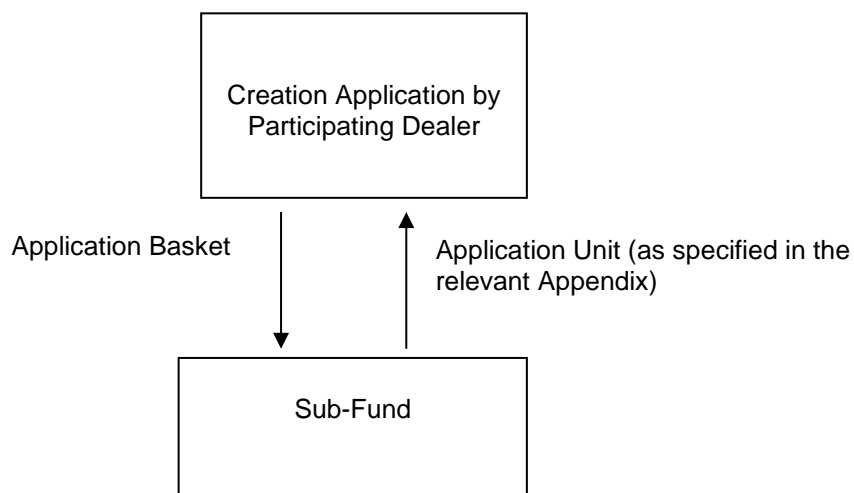 Creation Application by
Participating Dealer
Application Basket
Application Unit (as specified in the
relevant Appendix)
Sub-Fund